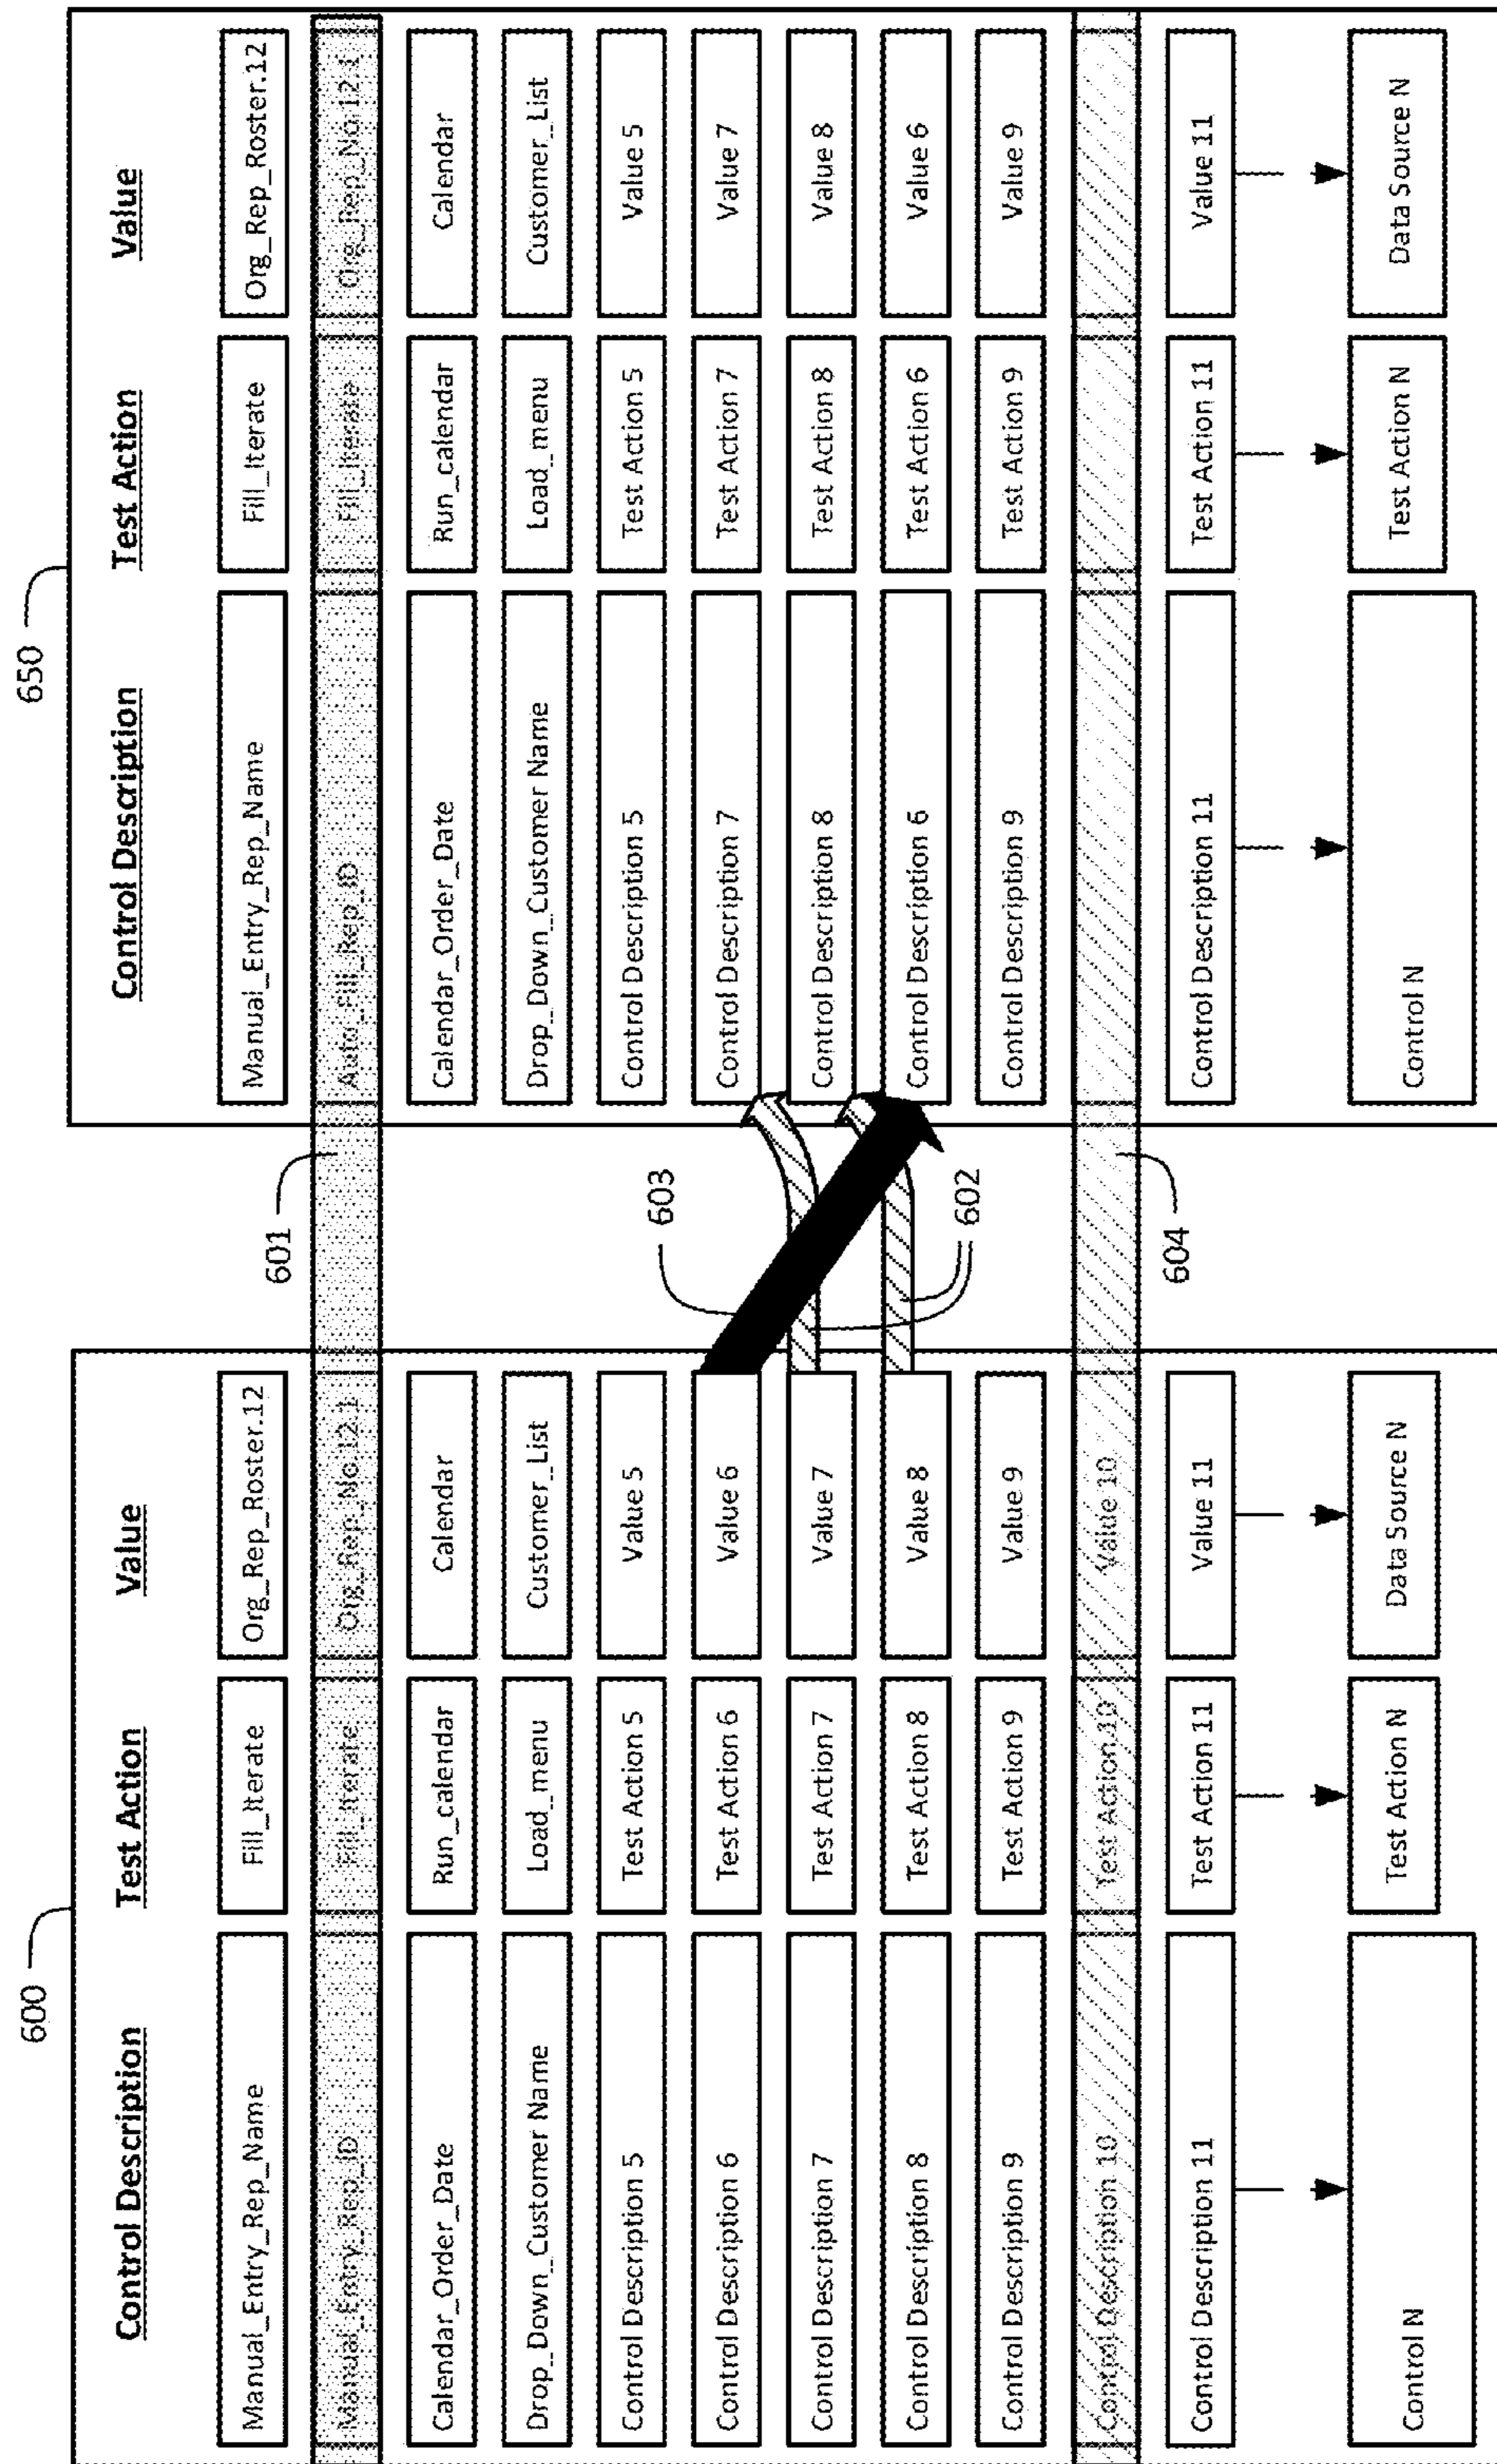 600
Control Description Test Action Value
Manual_Entry_Rep_Name Fill_Iterate Org_Rep_Roster.12
Manual_Entry_Rep_ID Fill_Iterate Org_Rep_No.12.1
Calendar_Order_Date Run_calendar Calendar
Drop_Down_Customer Name Load_menu Customer_List
Control Description 5 Test Action 5 Value 5
Control Description 6 Test Action 6 Value 6
Control Description 7 Test Action 7 Value 7
Control Description 8 Test Action 8 Value 8
Control Description 9 Test Action 9 Value 9
Control Description 10 Test Action 10 Value 10
Control Description 11 Test Action 11 Value 11
Control N Test Action N Data Source N
601
603
602
604
650
Control Description Test Action Value
Manual_Entry_Rep_Name Fill_Iterate Org_Rep_Roster.12
Auto_Fill_Rep_ID Fill_Iterate Org_Rep_No.12.1
Calendar_Order_Date Run_calendar Calendar
Drop_Down_Customer Name Load_menu Customer_List
Control Description 5 Test Action 5 Value 5
Control Description 7 Test Action 7 Value 7
Control Description 8 Test Action 8 Value 8
Control Description 6 Test Action 6 Value 6
Control Description 9 Test Action 9 Value 9
Control Description 11 Test Action 11 Value 11
Control N Test Action N Data Source N